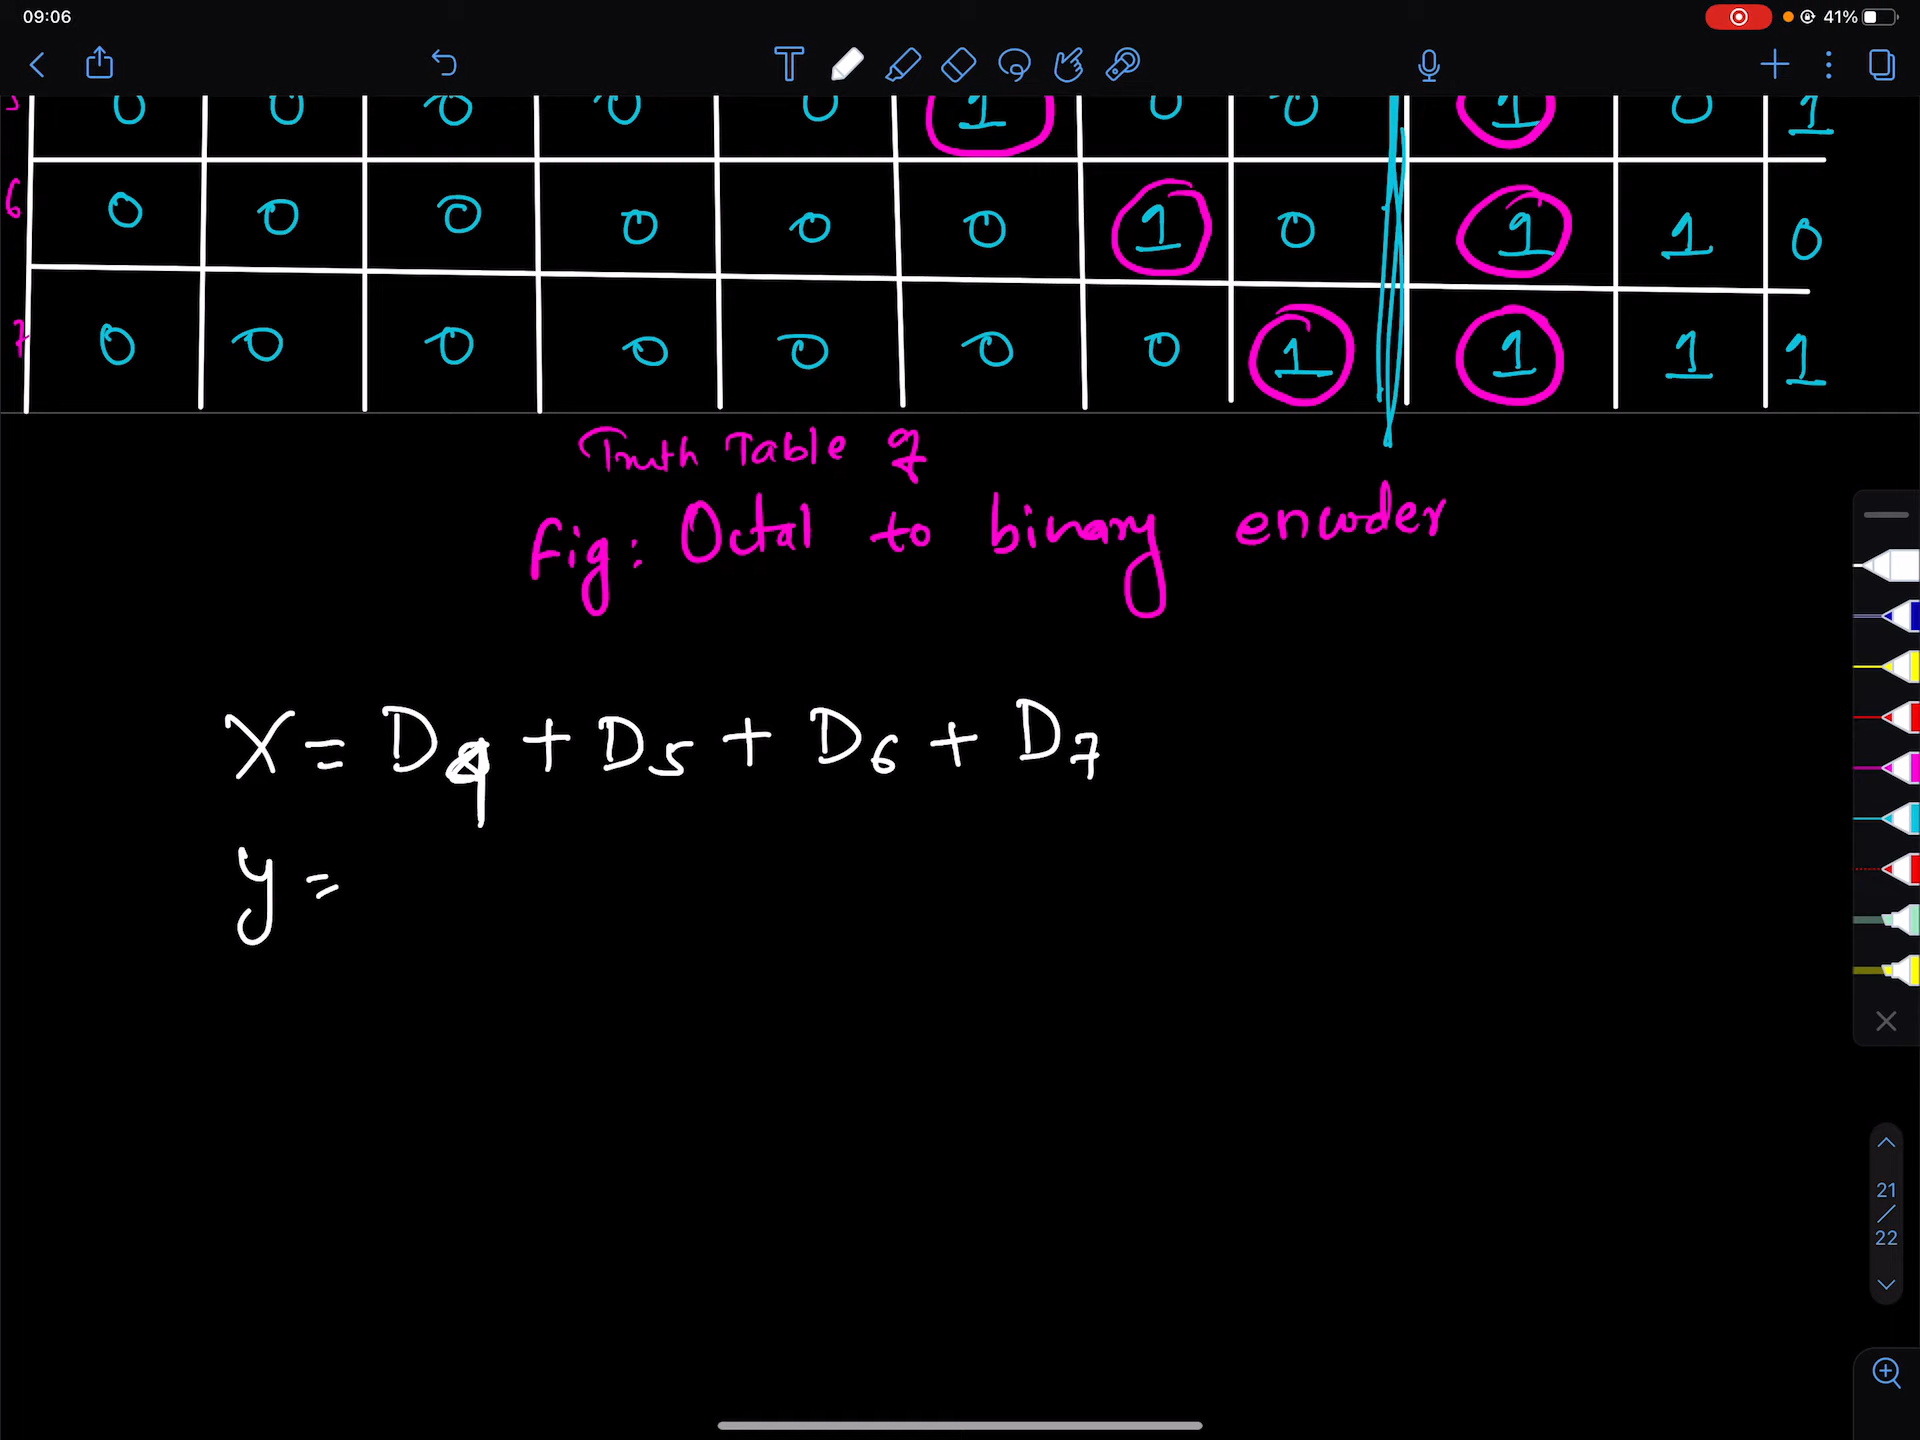 09:06 41%
0 0 0 0 0 1 0 0 1 0 1
6 0 0 0 0 0 0 1 0 1 1 0
7 0 0 0 0 0 0 0 1 1 1 1
Truth Table of
Fig: Octal to binary encoder
X = D4 + D5 + D6 + D7
y =
21
/
22